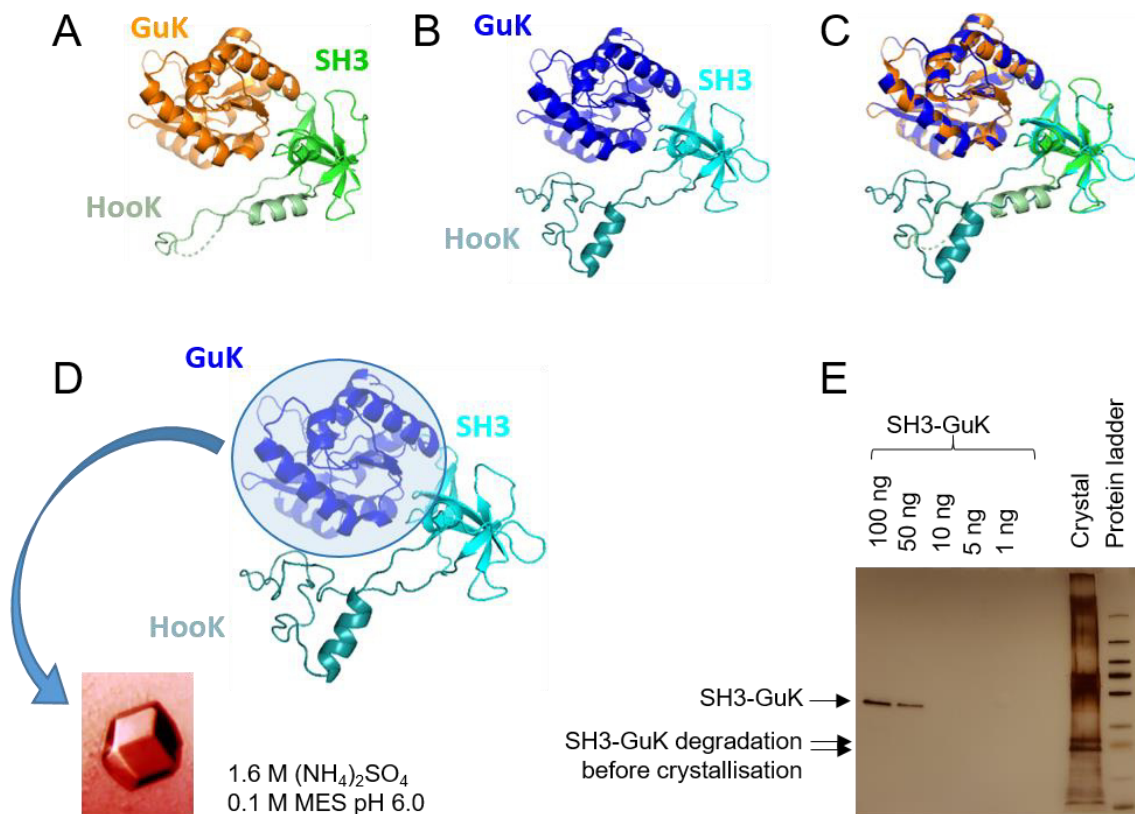 A
GuK
SH3
HooK
B
GuK
SH3
HooK
C
D
GuK
SH3
HooK
1.6 M (NH₄)₂SO₄
0.1 M MES pH 6.0
E
SH3-GuK
100 ng
50 ng
10 ng
5 ng
1 ng
Crystal
Protein ladder
SH3-GuK
SH3-GuK degradation
before crystallisation